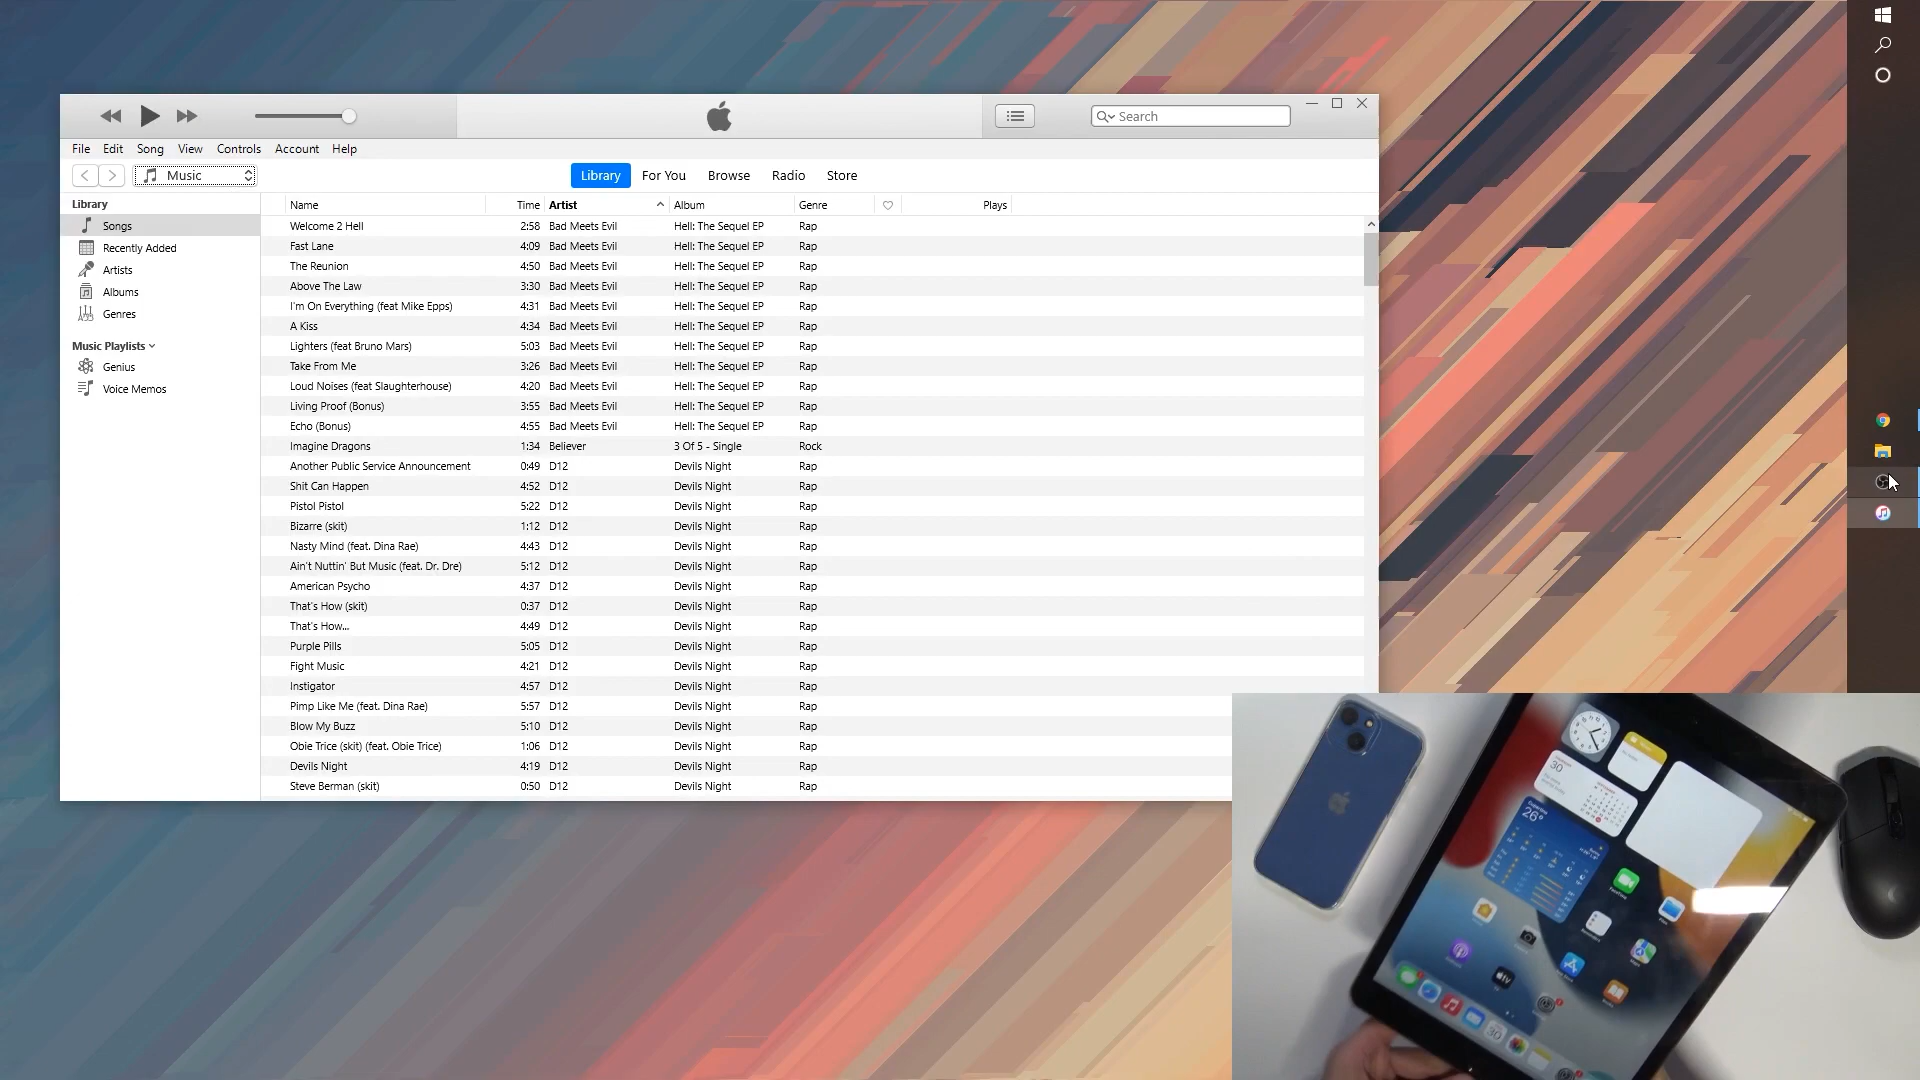 Search
File Edit Song View Controls Account Help
Music
Library For You Browse Radio Store
Library
Songs
Recently Added
Artists
Albums
Genres
Music Playlists
Genius
Voice Memos
Name Time Artist Album Genre Plays
Welcome 2 Hell 2:58 Bad Meets Evil Hell: The Sequel EP Rap
Fast Lane 4:09 Bad Meets Evil Hell: The Sequel EP Rap
The Reunion 4:50 Bad Meets Evil Hell: The Sequel EP Rap
Above The Law 3:30 Bad Meets Evil Hell: The Sequel EP Rap
I'm On Everything (feat Mike Epps) 4:31 Bad Meets Evil Hell: The Sequel EP Rap
A Kiss 4:34 Bad Meets Evil Hell: The Sequel EP Rap
Lighters (feat Bruno Mars) 5:03 Bad Meets Evil Hell: The Sequel EP Rap
Take From Me 3:26 Bad Meets Evil Hell: The Sequel EP Rap
Loud Noises (feat Slaughterhouse) 4:20 Bad Meets Evil Hell: The Sequel EP Rap
Living Proof (Bonus) 3:55 Bad Meets Evil Hell: The Sequel EP Rap
Echo (Bonus) 4:55 Bad Meets Evil Hell: The Sequel EP Rap
Imagine Dragons 1:34 Believer 3 Of 5 - Single Rock
Another Public Service Announcement 0:49 D12 Devils Night Rap
Shit Can Happen 4:52 D12 Devils Night Rap
Pistol Pistol 5:22 D12 Devils Night Rap
Bizarre (skit) 1:12 D12 Devils Night Rap
Nasty Mind (feat. Dina Rae) 4:43 D12 Devils Night Rap
Ain't Nuttin' But Music (feat. Dr. Dre) 5:12 D12 Devils Night Rap
American Psycho 4:37 D12 Devils Night Rap
That's How (skit) 0:37 D12 Devils Night Rap
That's How... 4:49 D12 Devils Night Rap
Purple Pills 5:05 D12 Devils Night Rap
Fight Music 4:21 D12 Devils Night Rap
Instigator 4:57 D12 Devils Night Rap
Pimp Like Me (feat. Dina Rae) 5:57 D12 Devils Night Rap
Blow My Buzz 5:10 D12 Devils Night Rap
Obie Trice (skit) (feat. Obie Trice) 1:06 D12 Devils Night Rap
Devils Night 4:19 D12 Devils Night Rap
Steve Berman (skit) 0:50 D12 Devils Night Rap
30
26°